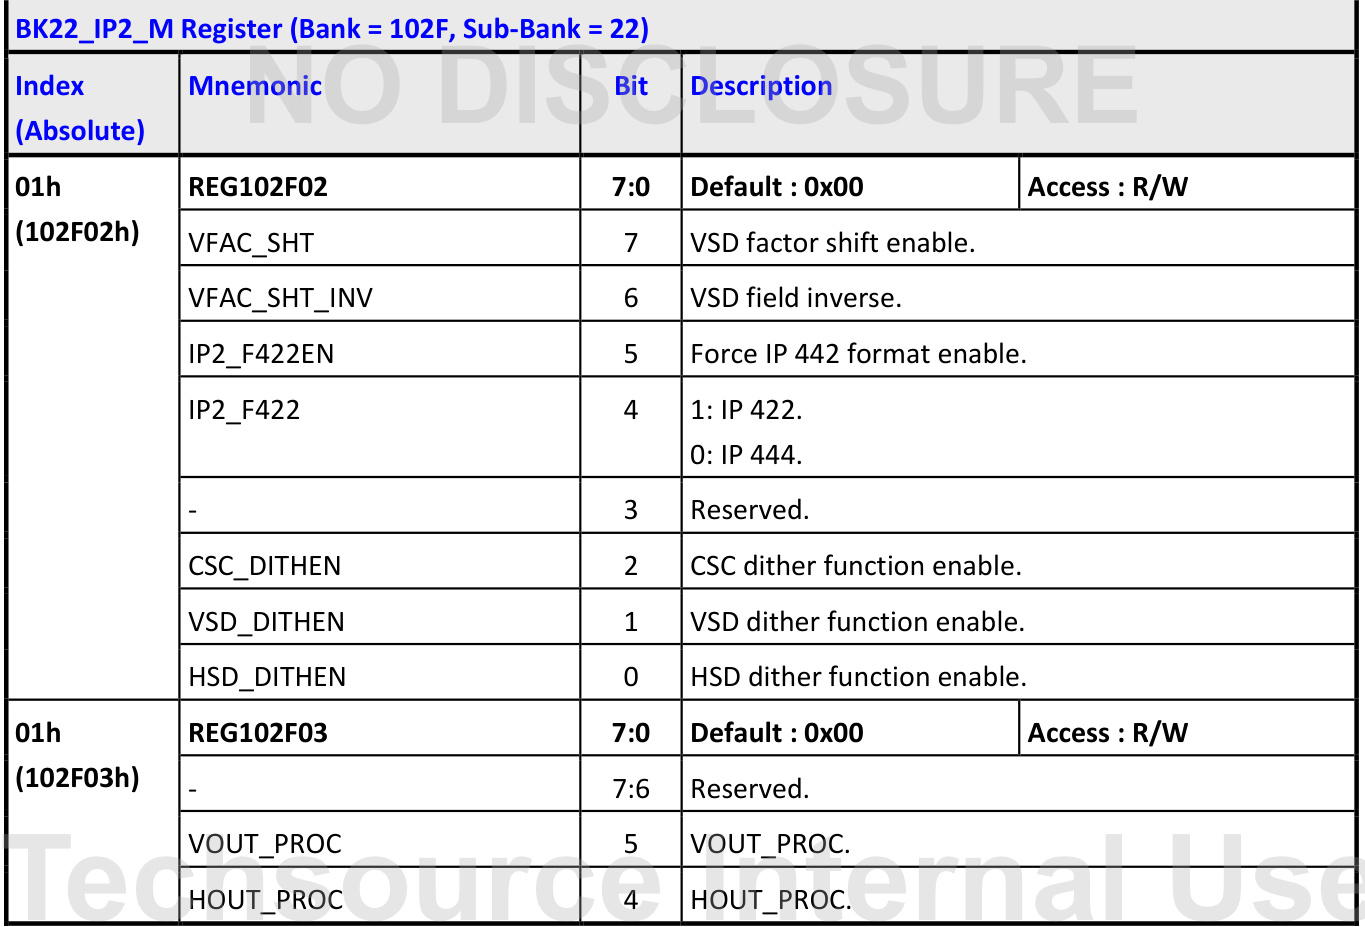 BK22_IP2_M Register (Bank = 102F, Sub-Bank = 22)
Index (Absolute) Mnemonic Bit Description
01h (102F02h) REG102F02 7:0 Default : 0x00 Access : R/W
VFAC_SHT 7 VSD factor shift enable.
VFAC_SHT_INV 6 VSD field inverse.
IP2_F422EN 5 Force IP 442 format enable.
IP2_F422 4 1: IP 422.
0: IP 444.
- 3 Reserved.
CSC_DITHEN 2 CSC dither function enable.
VSD_DITHEN 1 VSD dither function enable.
HSD_DITHEN 0 HSD dither function enable.
01h (102F03h) REG102F03 7:0 Default : 0x00 Access : R/W
- 7:6 Reserved.
VOUT_PROC 5 VOUT_PROC.
HOUT_PROC 4 HOUT_PROC.
NO DISCLOSURE
Techsource Internal Use